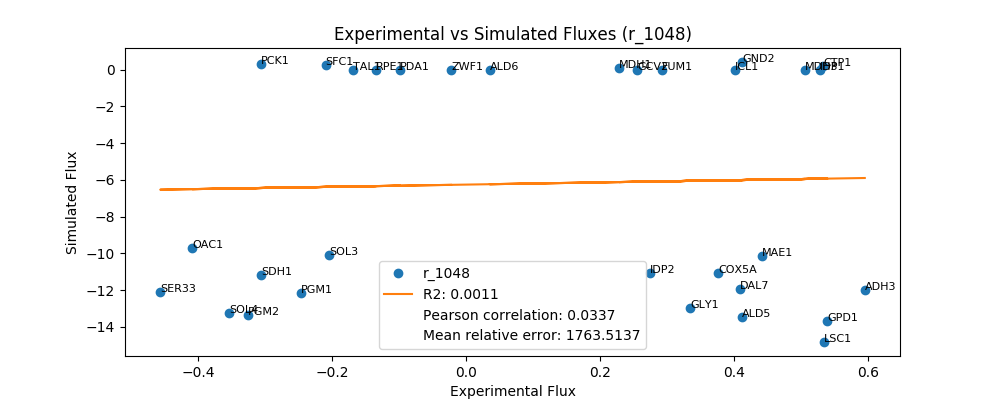 Experimental vs Simulated Fluxes (r_1048)
Simulated Flux
0
−2
−4
−6
−8
−10
−12
−14
PCK1
SFC1
TAL1
RPE1
PDA1
ZWF1
ALD6
MDH1
GCV2
FUM1
ICL1
GND2
CTP1
OAC1
SOL3
SDH1
SER33
PGM1
SOL4
PGM2
IDP2
COX5A
MAE1
DAL7
ADH3
GLY1
ALD5
GPD1
LSC1
r_1048
R2: 0.0011
Pearson correlation: 0.0337
Mean relative error: 1763.5137
−0.4
−0.2
0.0
0.2
0.4
0.6
Experimental Flux